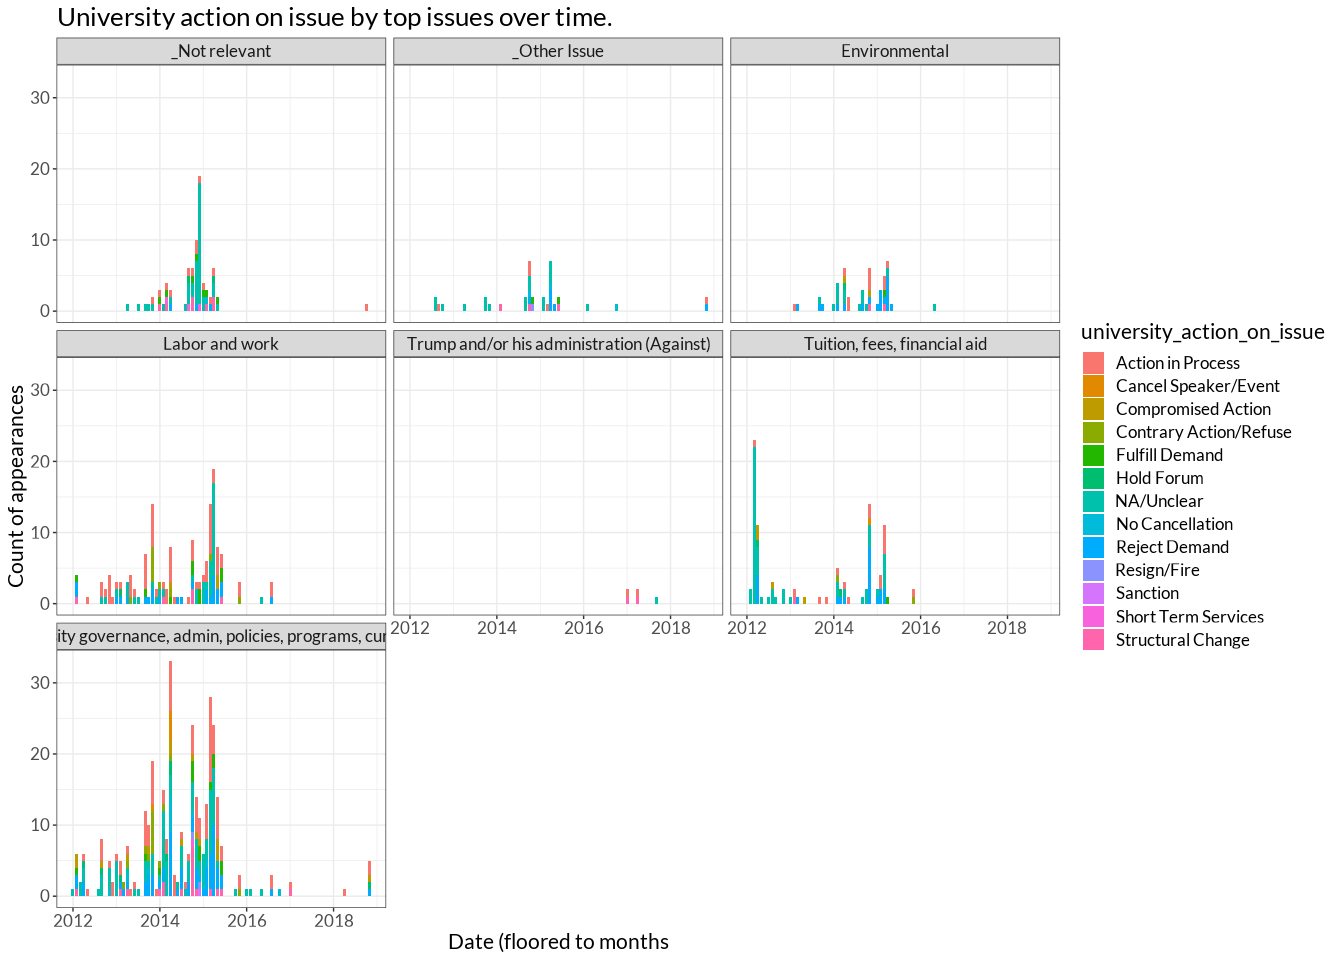 University action on issue by top issues over time.
_Not relevant
_Other Issue
Environmental
30
20
10
0
Labor and work
Trump and/or his administration (Against)
Tuition, fees, financial aid
30
20
10
0
2012 2014 2016 2018
2012 2014 2016 2018
ity governance, admin, policies, programs, cur
30
20
10
0
2012 2014 2016 2018
Count of appearances
Date (floored to months
university_action_on_issue
Action in Process
Cancel Speaker/Event
Compromised Action
Contrary Action/Refuse
Fulfill Demand
Hold Forum
NA/Unclear
No Cancellation
Reject Demand
Resign/Fire
Sanction
Short Term Services
Structural Change